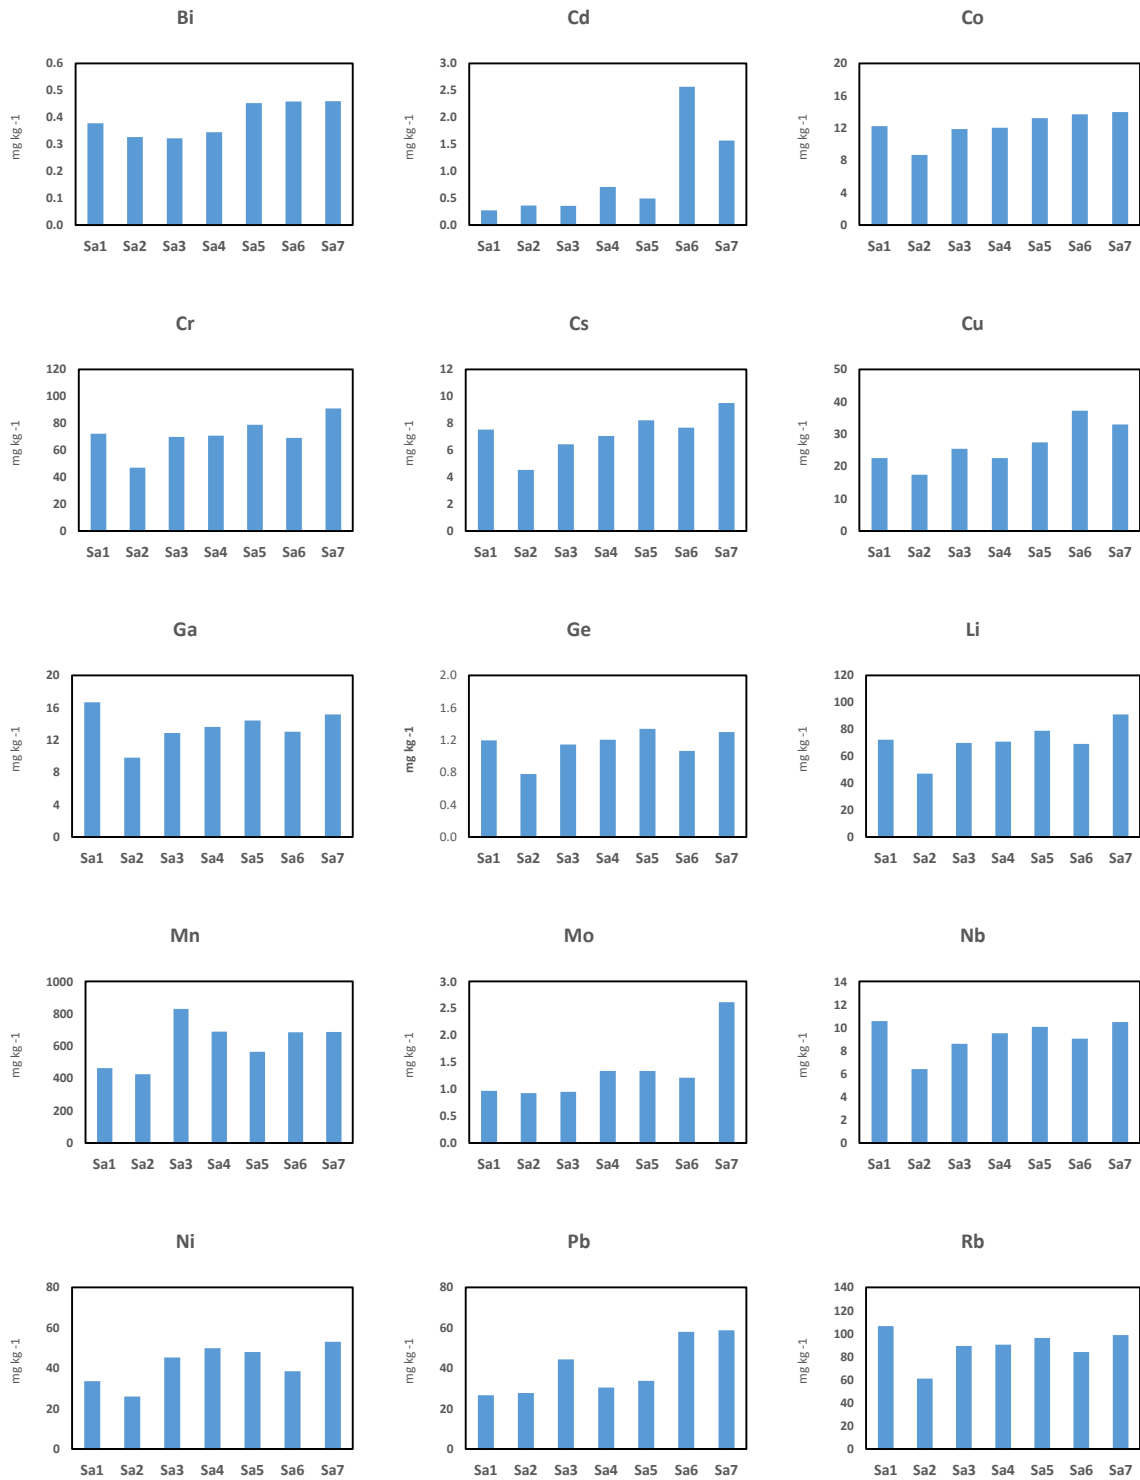 Bi
Cd
Co
0.6
0.5
0.4
0.3
0.2
0.1
0.0
mg kg -1
Sa1 Sa2 Sa3 Sa4 Sa5 Sa6 Sa7
3.0
2.5
2.0
1.5
1.0
0.5
0.0
mg kg -1
Sa1 Sa2 Sa3 Sa4 Sa5 Sa6 Sa7
20
16
12
8
4
0
mg kg -1
Sa1 Sa2 Sa3 Sa4 Sa5 Sa6 Sa7
Cr
Cs
Cu
120
100
80
60
40
20
0
mg kg -1
Sa1 Sa2 Sa3 Sa4 Sa5 Sa6 Sa7
12
10
8
6
4
2
0
mg kg -1
Sa1 Sa2 Sa3 Sa4 Sa5 Sa6 Sa7
50
40
30
20
10
0
mg kg -1
Sa1 Sa2 Sa3 Sa4 Sa5 Sa6 Sa7
Ga
Ge
Li
20
16
12
8
4
0
mg kg -1
Sa1 Sa2 Sa3 Sa4 Sa5 Sa6 Sa7
2.0
1.6
1.2
0.8
0.4
0.0
mg kg -1
Sa1 Sa2 Sa3 Sa4 Sa5 Sa6 Sa7
120
100
80
60
40
20
0
mg kg -1
Sa1 Sa2 Sa3 Sa4 Sa5 Sa6 Sa7
Mn
Mo
Nb
1000
800
600
400
200
0
mg kg -1
Sa1 Sa2 Sa3 Sa4 Sa5 Sa6 Sa7
3.0
2.5
2.0
1.5
1.0
0.5
0.0
mg kg -1
Sa1 Sa2 Sa3 Sa4 Sa5 Sa6 Sa7
14
12
10
8
6
4
2
0
mg kg -1
Sa1 Sa2 Sa3 Sa4 Sa5 Sa6 Sa7
Ni
Pb
Rb
80
60
40
20
0
mg kg -1
Sa1 Sa2 Sa3 Sa4 Sa5 Sa6 Sa7
80
60
40
20
0
mg kg -1
Sa1 Sa2 Sa3 Sa4 Sa5 Sa6 Sa7
140
120
100
80
60
40
20
0
mg kg -1
Sa1 Sa2 Sa3 Sa4 Sa5 Sa6 Sa7